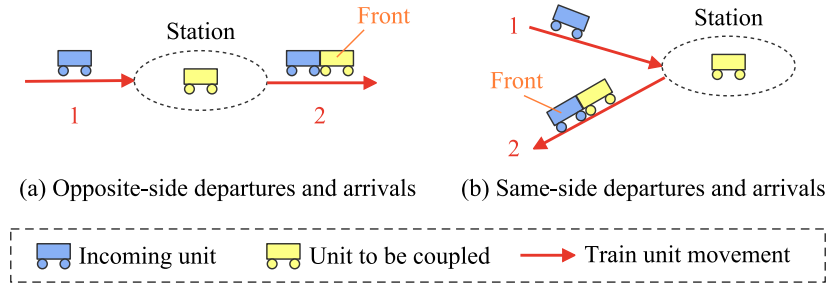 Station
Front
1
2
(a) Opposite-side departures and arrivals
Station
1
Front
2
(b) Same-side departures and arrivals
Incoming unit
Unit to be coupled
Train unit movement